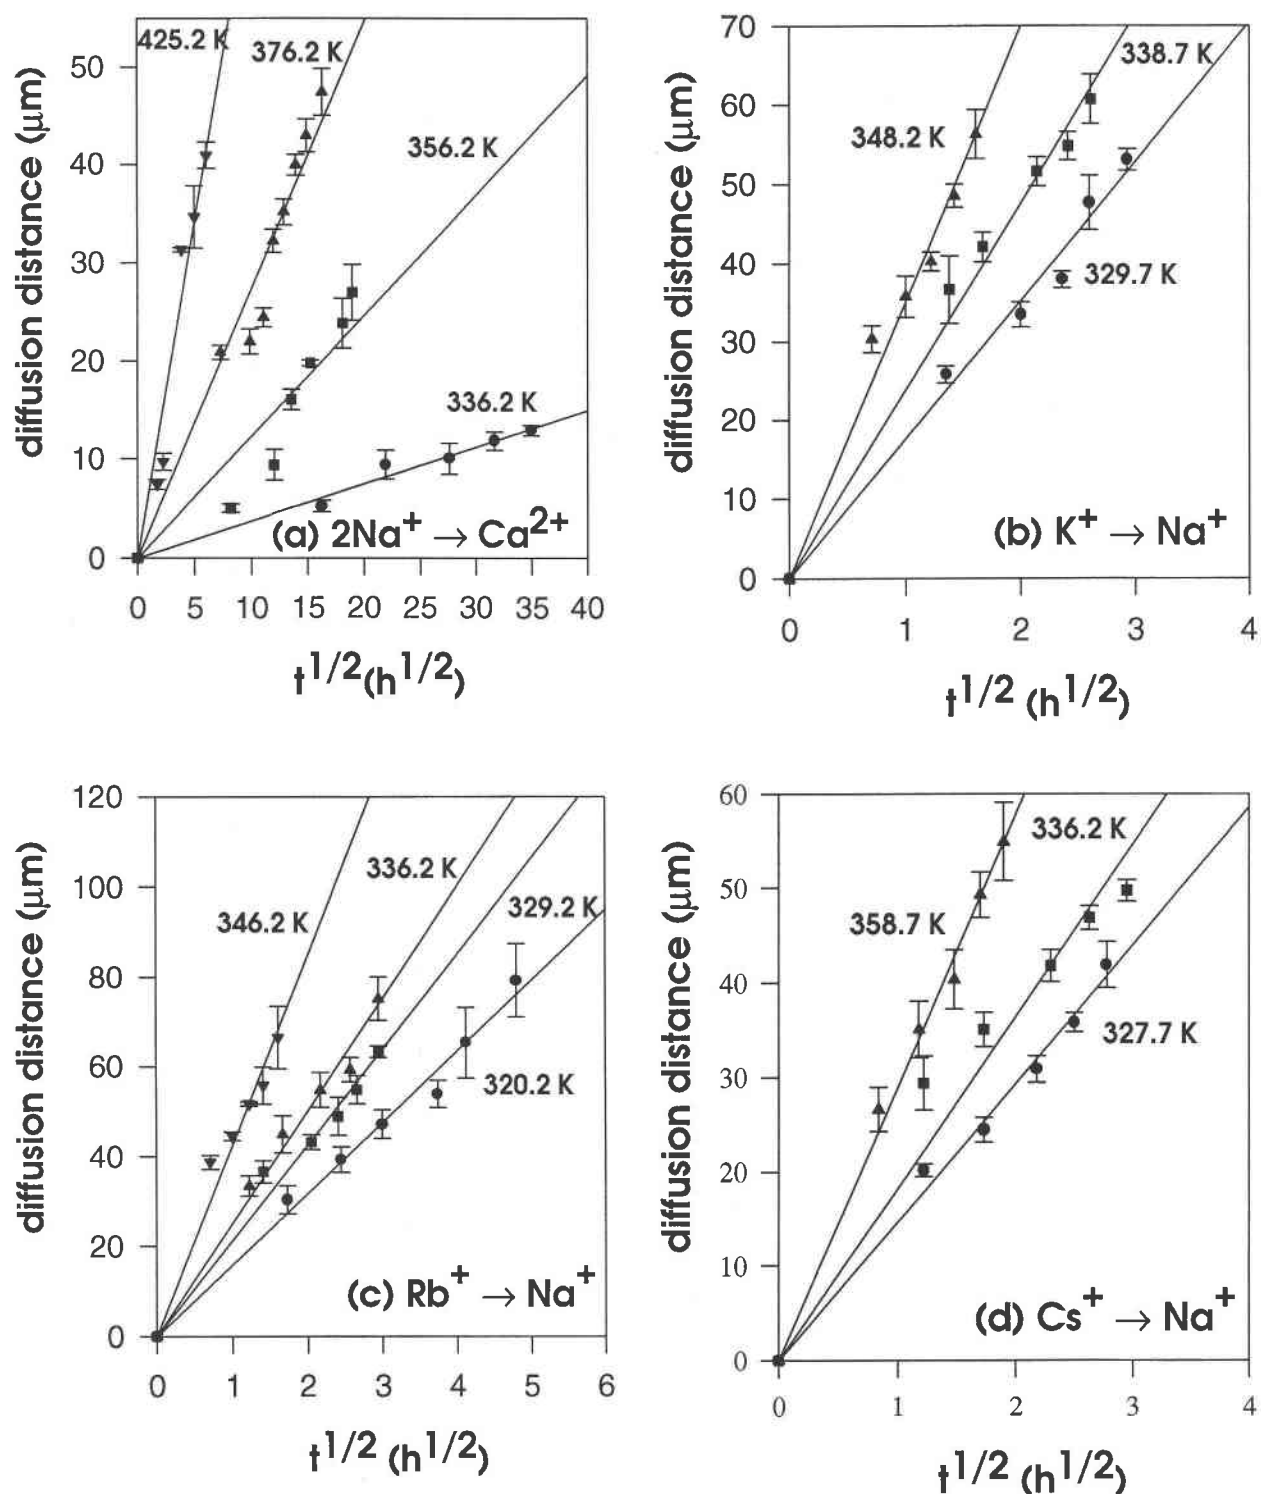 425.2 K
376.2 K
356.2 K
336.2 K
50
40
30
20
10
0
diffusion distance (μm)
(a) 2Na⁺ → Ca²⁺
0 5 10 15 20 25 30 35 40
t^1/2(h^1/2)
70
60
50
40
30
20
10
0
diffusion distance (μm)
338.7 K
348.2 K
329.7 K
(b) K⁺ → Na⁺
0 1 2 3 4
t^1/2 (h^1/2)
120
100
80
60
40
20
0
diffusion distance (μm)
336.2 K
329.2 K
346.2 K
320.2 K
(c) Rb⁺ → Na⁺
0 1 2 3 4 5 6
t^1/2 (h^1/2)
60
50
40
30
20
10
0
diffusion distance (μm)
336.2 K
358.7 K
327.7 K
(d) Cs⁺ → Na⁺
0 1 2 3 4
t^1/2 (h^1/2)